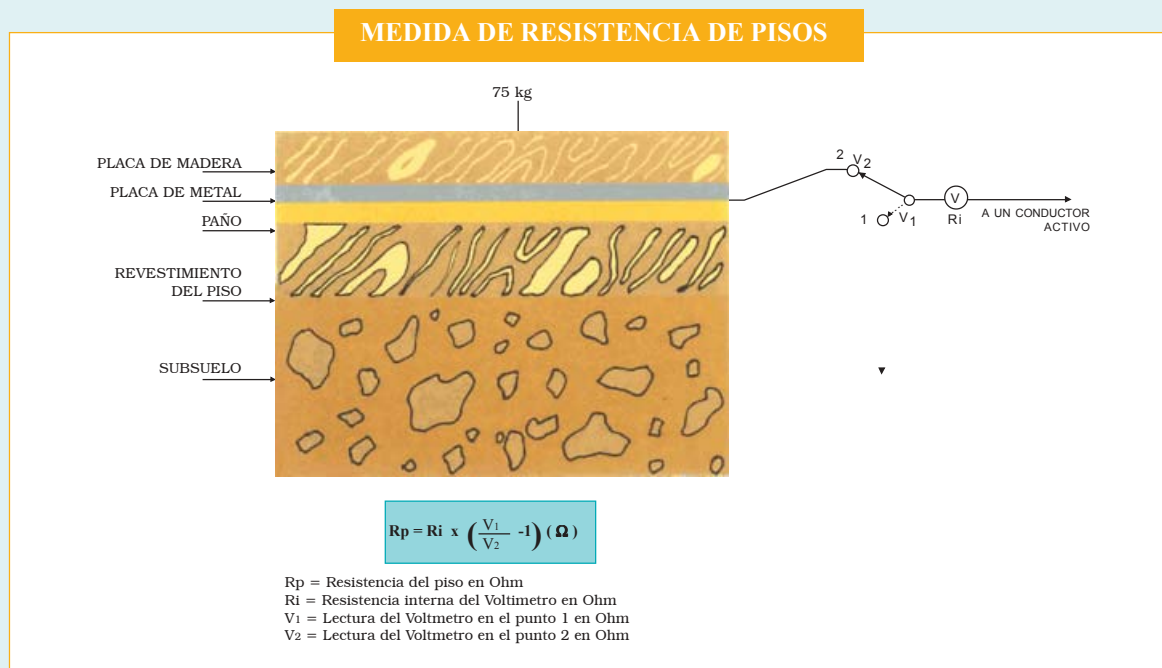 MEDIDA DE RESISTENCIA DE PISOS
75 kg
PLACA DE MADERA
PLACA DE METAL
PAÑO
REVESTIMIENTO
DEL PISO
SUBSUELO
2 V2
1 V1
V
Ri
A UN CONDUCTOR
ACTIVO
Rp = Ri x (V1/V2 -1) (Ω)
Rp = Resistencia del piso en Ohm
Ri = Resistencia interna del Voltimetro en Ohm
V1 = Lectura del Voltmetro en el punto 1 en Ohm
V2 = Lectura del Voltmetro en el punto 2 en Ohm